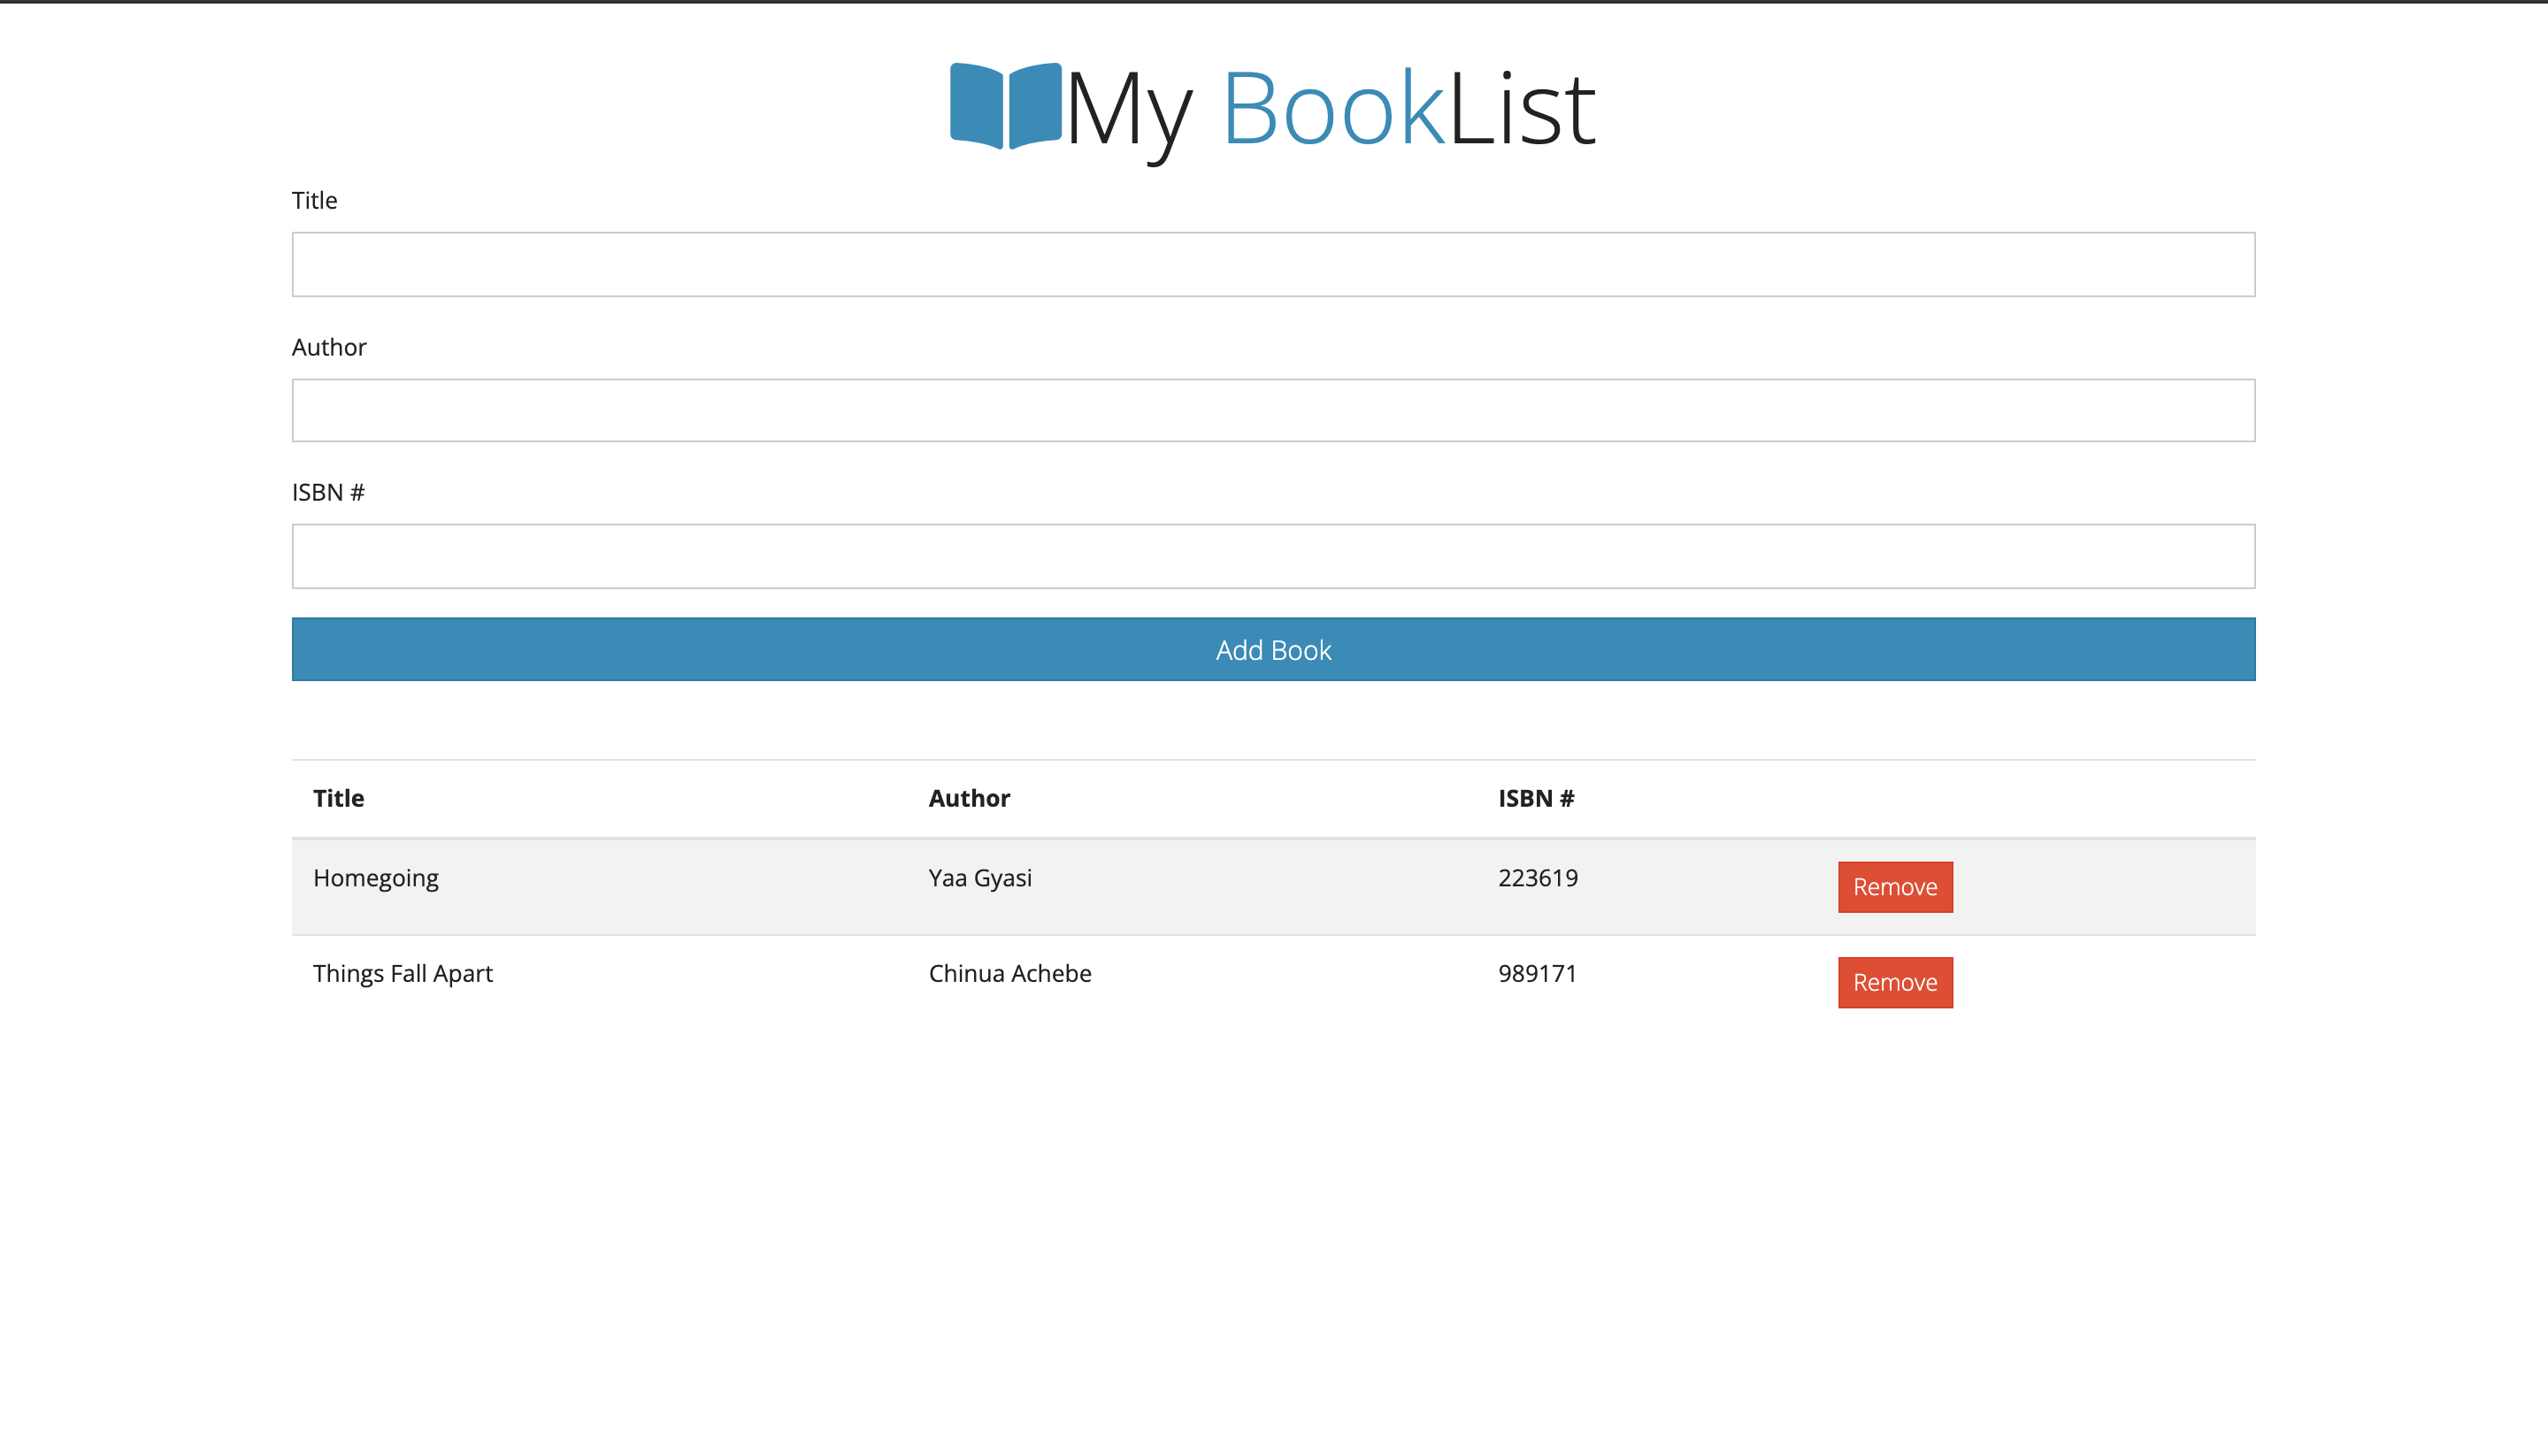 My BookList
Title
Author
ISBN #
Add Book
Title Author ISBN #
Homegoing Yaa Gyasi 223619 Remove
Things Fall Apart Chinua Achebe 989171 Remove